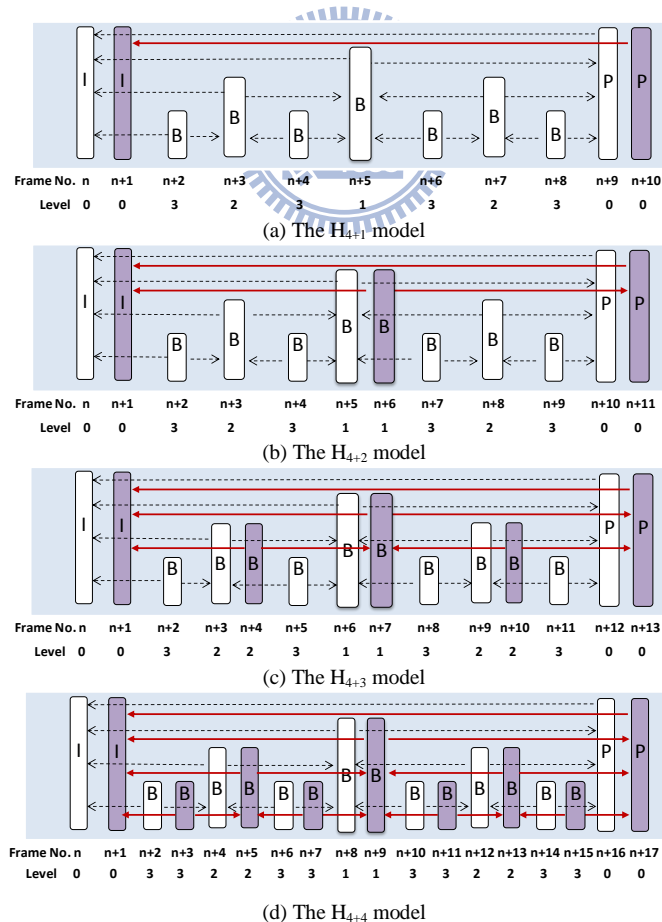 I I B B B B B B B P P
Frame No. n n+1 n+2 n+3 n+4 n+5 n+6 n+7 n+8 n+9 n+10
Level 0 0 3 2 3 1 3 2 3 0 0
(a) The H4+1 model
I I B B B B B B B B P P
Frame No. n n+1 n+2 n+3 n+4 n+5 n+6 n+7 n+8 n+9 n+10 n+11
Level 0 0 3 2 3 1 1 3 2 3 0 0
(b) The H4+2 model
I I B B B B B B B B B B P P
Frame No. n n+1 n+2 n+3 n+4 n+5 n+6 n+7 n+8 n+9 n+10 n+11 n+12 n+13
Level 0 0 3 2 2 3 1 1 3 2 2 3 0 0
(c) The H4+3 model
I I B B B B B B B B B B B B B B P P
Frame No. n n+1 n+2 n+3 n+4 n+5 n+6 n+7 n+8 n+9 n+10 n+11 n+12 n+13 n+14 n+15 n+16 n+17
Level 0 0 3 3 2 2 3 3 1 1 3 3 2 2 3 3 0 0
(d) The H4+4 model